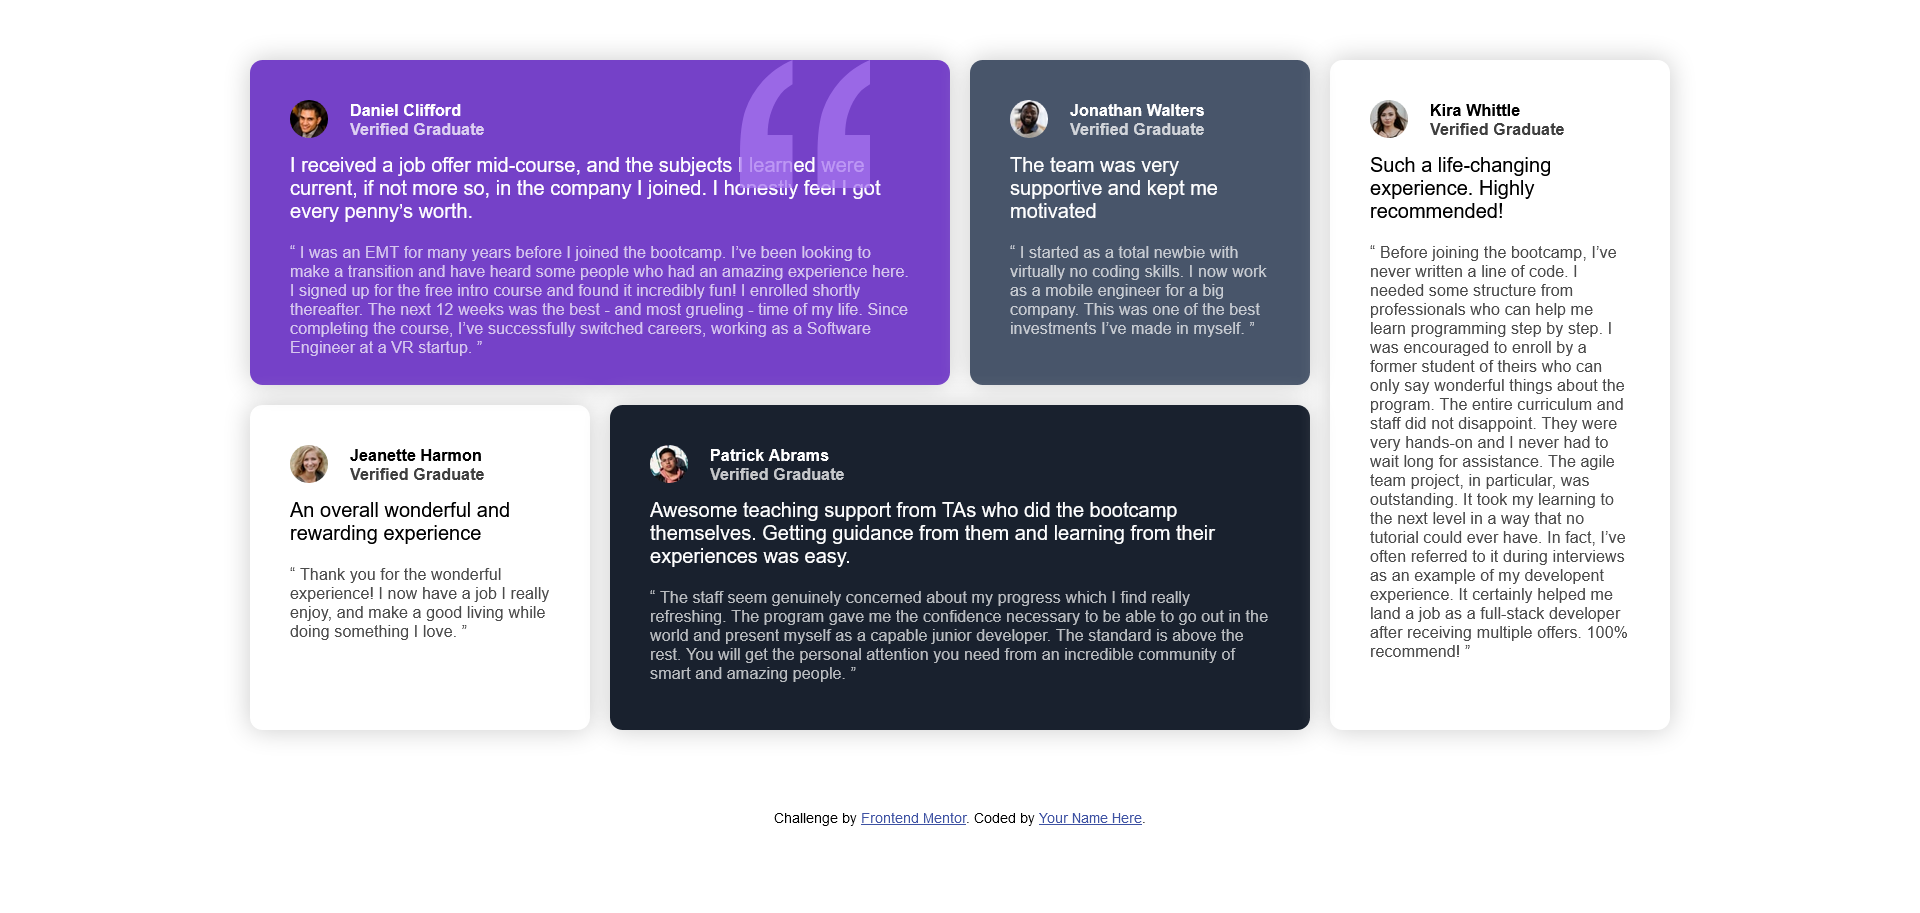 Daniel Clifford
Verified Graduate
I received a job offer mid-course, and the subjects I learned were
current, if not more so, in the company I joined. I honestly feel I got
every penny’s worth.
“ I was an EMT for many years before I joined the bootcamp. I’ve been looking to
make a transition and have heard some people who had an amazing experience here.
I signed up for the free intro course and found it incredibly fun! I enrolled shortly
thereafter. The next 12 weeks was the best - and most grueling - time of my life. Since
completing the course, I’ve successfully switched careers, working as a Software
Engineer at a VR startup. ”
Jonathan Walters
Verified Graduate
The team was very
supportive and kept me
motivated
“ I started as a total newbie with
virtually no coding skills. I now work
as a mobile engineer for a big
company. This was one of the best
investments I’ve made in myself. ”
Kira Whittle
Verified Graduate
Such a life-changing
experience. Highly
recommended!
“ Before joining the bootcamp, I’ve
never written a line of code. I
needed some structure from
professionals who can help me
learn programming step by step. I
was encouraged to enroll by a
former student of theirs who can
only say wonderful things about the
program. The entire curriculum and
staff did not disappoint. They were
very hands-on and I never had to
wait long for assistance. The agile
team project, in particular, was
outstanding. It took my learning to
the next level in a way that no
tutorial could ever have. In fact, I’ve
often referred to it during interviews
as an example of my developent
experience. It certainly helped me
land a job as a full-stack developer
after receiving multiple offers. 100%
recommend! ”
Jeanette Harmon
Verified Graduate
An overall wonderful and
rewarding experience
“ Thank you for the wonderful
experience! I now have a job I really
enjoy, and make a good living while
doing something I love. ”
Patrick Abrams
Verified Graduate
Awesome teaching support from TAs who did the bootcamp
themselves. Getting guidance from them and learning from their
experiences was easy.
“ The staff seem genuinely concerned about my progress which I find really
refreshing. The program gave me the confidence necessary to be able to go out in the
world and present myself as a capable junior developer. The standard is above the
rest. You will get the personal attention you need from an incredible community of
smart and amazing people. ”
Challenge by Frontend Mentor. Coded by Your Name Here.